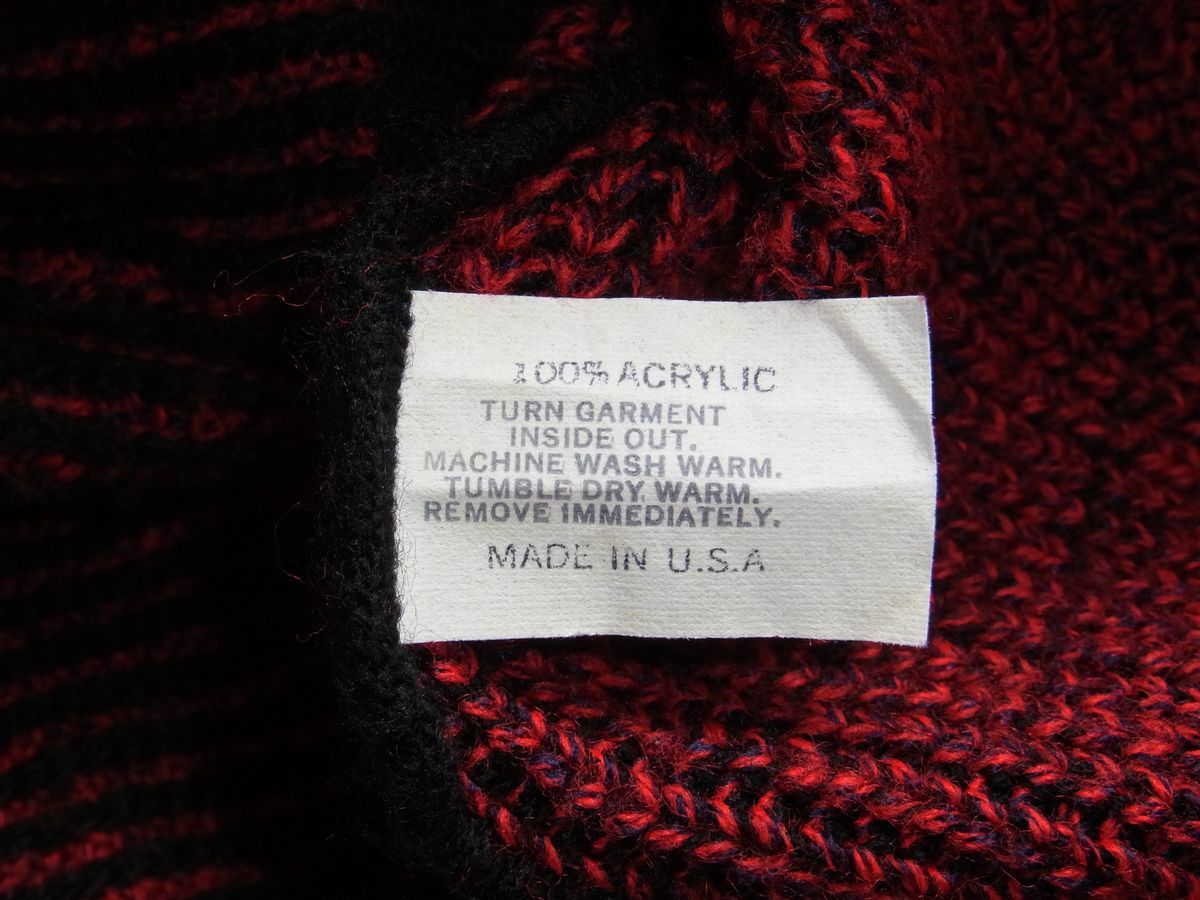 100% ACRYLIC
TURN GARMENT
INSIDE OUT.
MACHINE WASH WARM.
TUMBLE DRY WARM.
REMOVE IMMEDIATELY.
MADE IN U.S.A